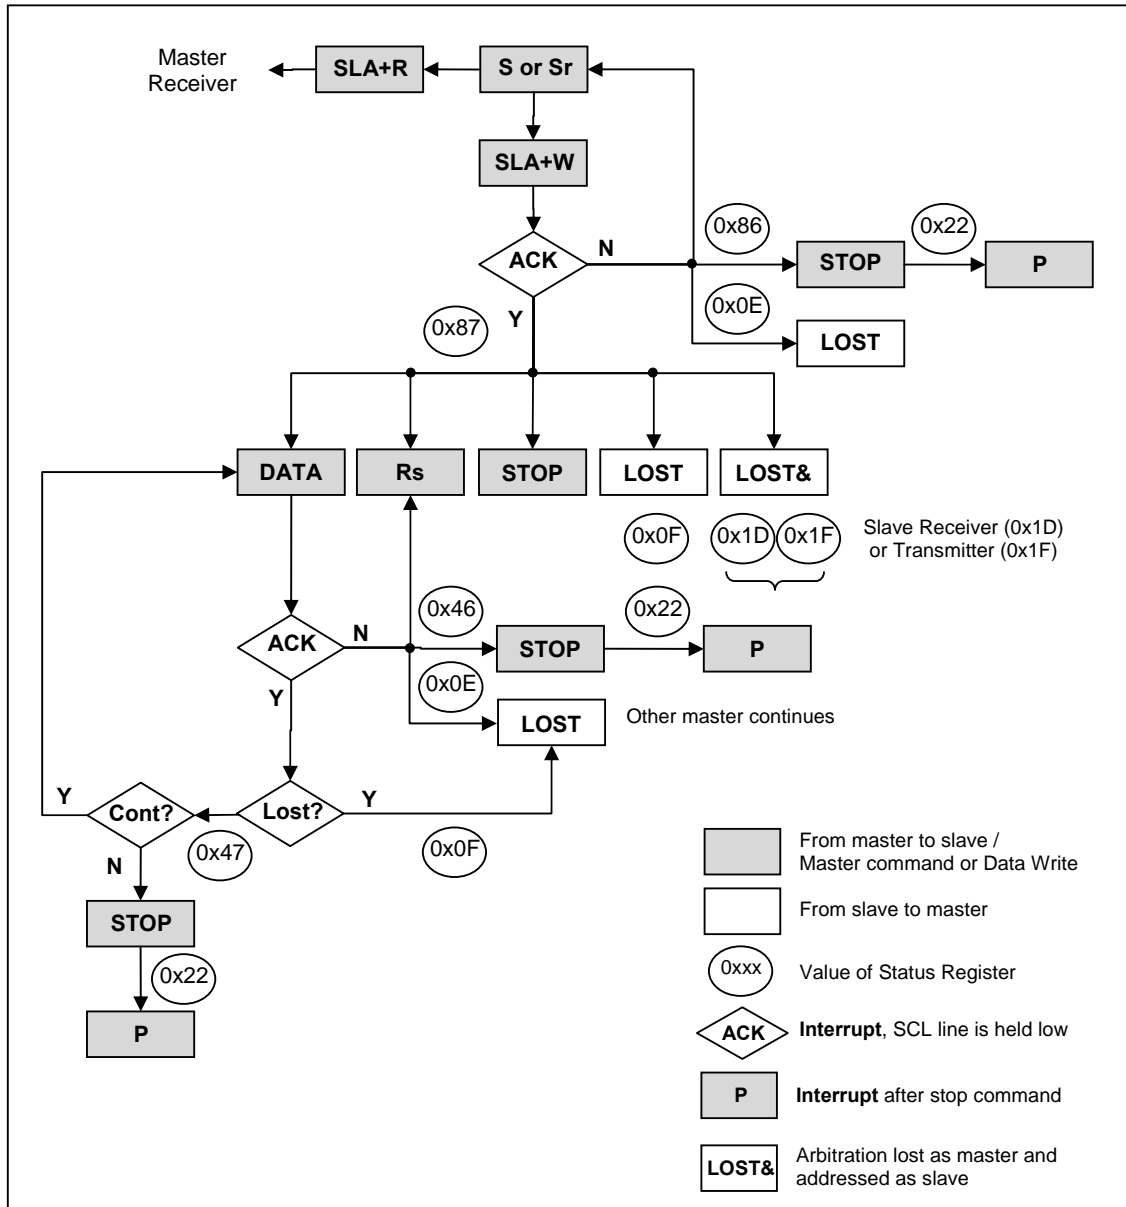 Master
Receiver
SLA+R
S or Sr
SLA+W
ACK
N
0x86
0x22
STOP
P
Y
0x87
0x0E
LOST
DATA
Rs
STOP
LOST
LOST&
0x0F
0x1D
0x1F
Slave Receiver (0x1D)
or Transmitter (0x1F)
ACK
N
0x46
0x22
STOP
P
Y
0x0E
LOST
Other master continues
Y
Cont?
Lost?
Y
N
0x47
0x0F
STOP
0x22
P
From master to slave /
Master command or Data Write
From slave to master
0xxx
Value of Status Register
ACK
Interrupt, SCL line is held low
P
Interrupt after stop command
LOST&
Arbitration lost as master and
addressed as slave